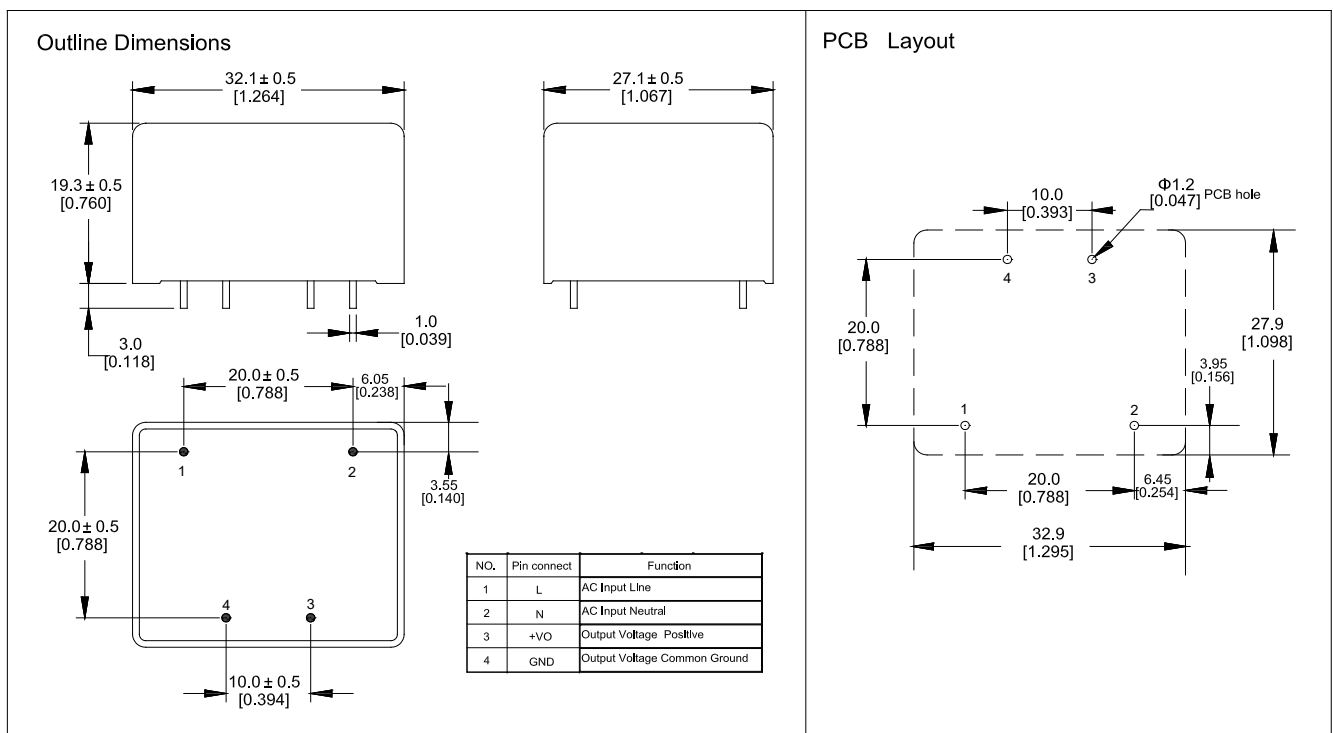 Outline Dimensions
32.1 ± 0.5
[1.264]
27.1 ± 0.5
[1.067]
19.3 ± 0.5
[0.760]
3.0
[0.118]
1.0
[0.039]
20.0 ± 0.5
[0.788]
6.05
[0.238]
1
2
3.55
[0.140]
20.0 ± 0.5
[0.788]
4
3
10.0 ± 0.5
[0.394]
NO. Pin connect Function
1 L AC Input Line
2 N AC Input Neutral
3 +VO Output Voltage Positive
4 GND Output Voltage Common Ground
PCB Layout
10.0
[0.393]
Φ1.2
[0.047] PCB hole
4
3
20.0
[0.788]
27.9
[1.098]
3.95
[0.156]
1
2
20.0
[0.788]
6.45
[0.254]
32.9
[1.295]